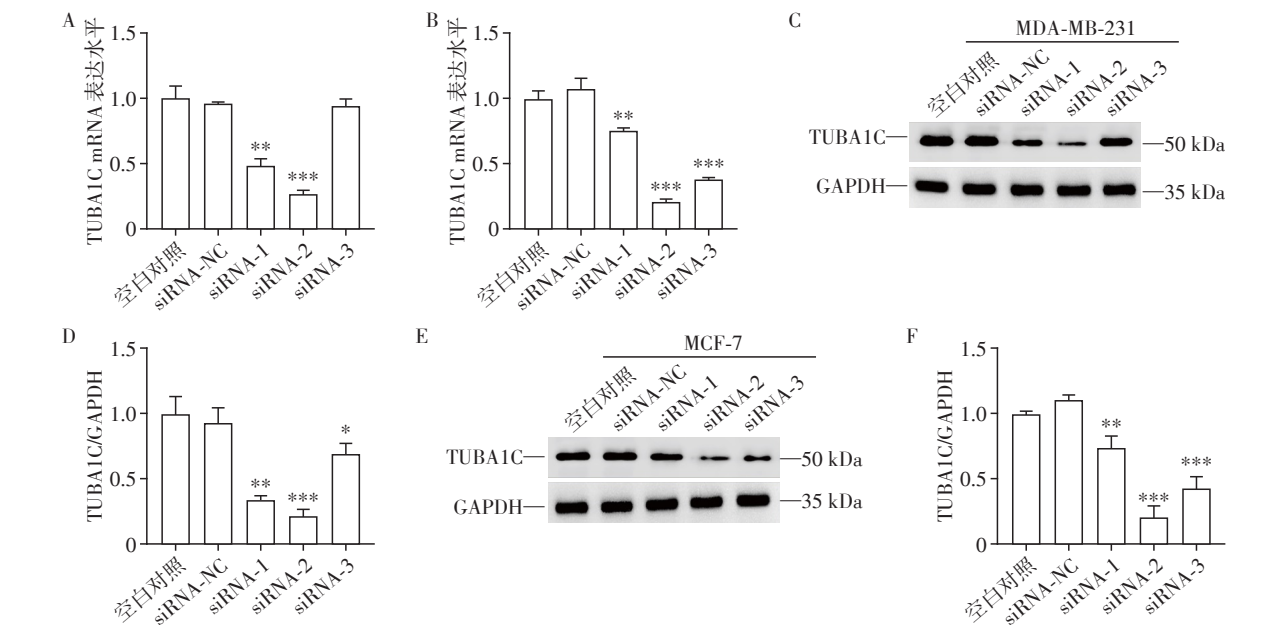 A
TUBA1C mRNA 表达水平
1.5
1.0
0.5
0
**
***
空白对照
siRNA-NC
siRNA-1
siRNA-2
siRNA-3
B
TUBA1C mRNA 表达水平
1.5
1.0
0.5
0
**
***
***
空白对照
siRNA-NC
siRNA-1
siRNA-2
siRNA-3
C
MDA-MB-231
空白对照
siRNA-NC
siRNA-1
siRNA-2
siRNA-3
TUBA1C
50 kDa
GAPDH
35 kDa
D
TUBA1C/GAPDH
1.5
1.0
0.5
0
**
***
*
空白对照
siRNA-NC
siRNA-1
siRNA-2
siRNA-3
E
MCF-7
空白对照
siRNA-NC
siRNA-1
siRNA-2
siRNA-3
TUBA1C
50 kDa
GAPDH
35 kDa
F
TUBA1C/GAPDH
1.5
1.0
0.5
0
**
***
***
空白对照
siRNA-NC
siRNA-1
siRNA-2
siRNA-3